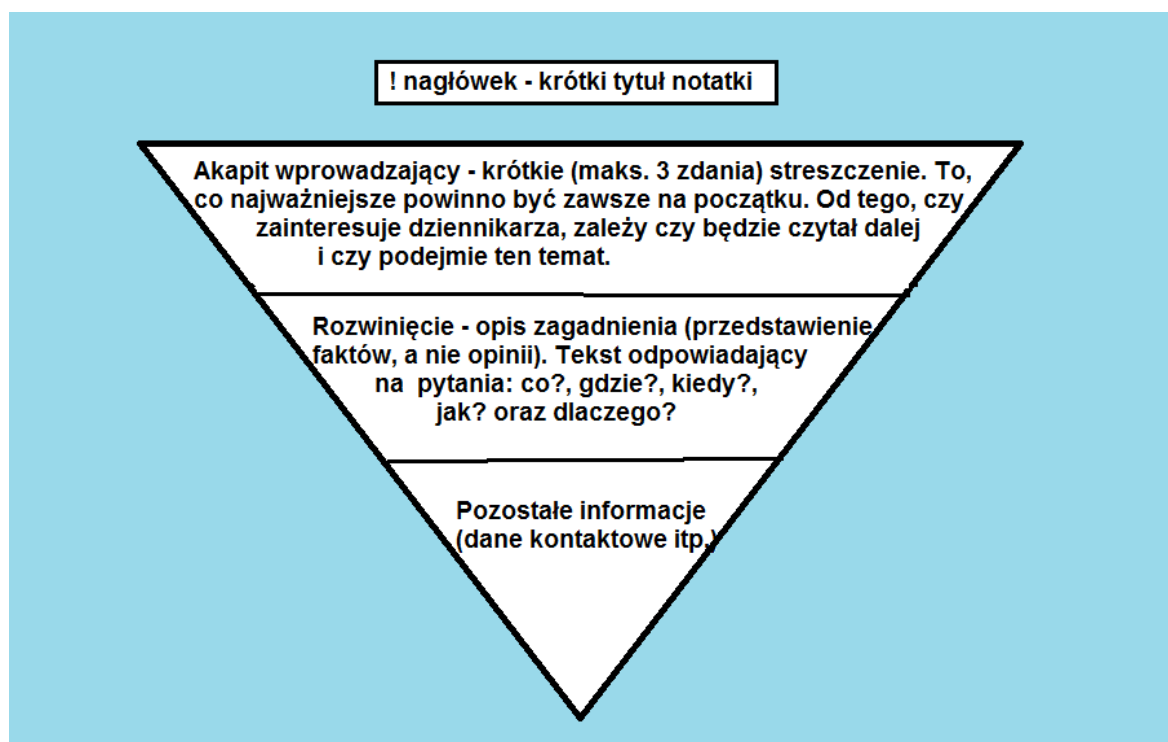 ! nagłówek - krótki tytuł notatki
Akapit wprowadzający - krótkie (maks. 3 zdania) streszczenie. To,
co najważniejsze powinno być zawsze na początku. Od tego, czy
zainteresuje dziennikarza, zależy czy będzie czytał dalej
i czy podejmie ten temat.
Rozwinięcie - opis zagadnienia (przedstawienie
faktów, a nie opinii). Tekst odpowiadający
na pytania: co?, gdzie?, kiedy?,
jak? oraz dlaczego?
Pozostałe informacje
(dane kontaktowe itp.)